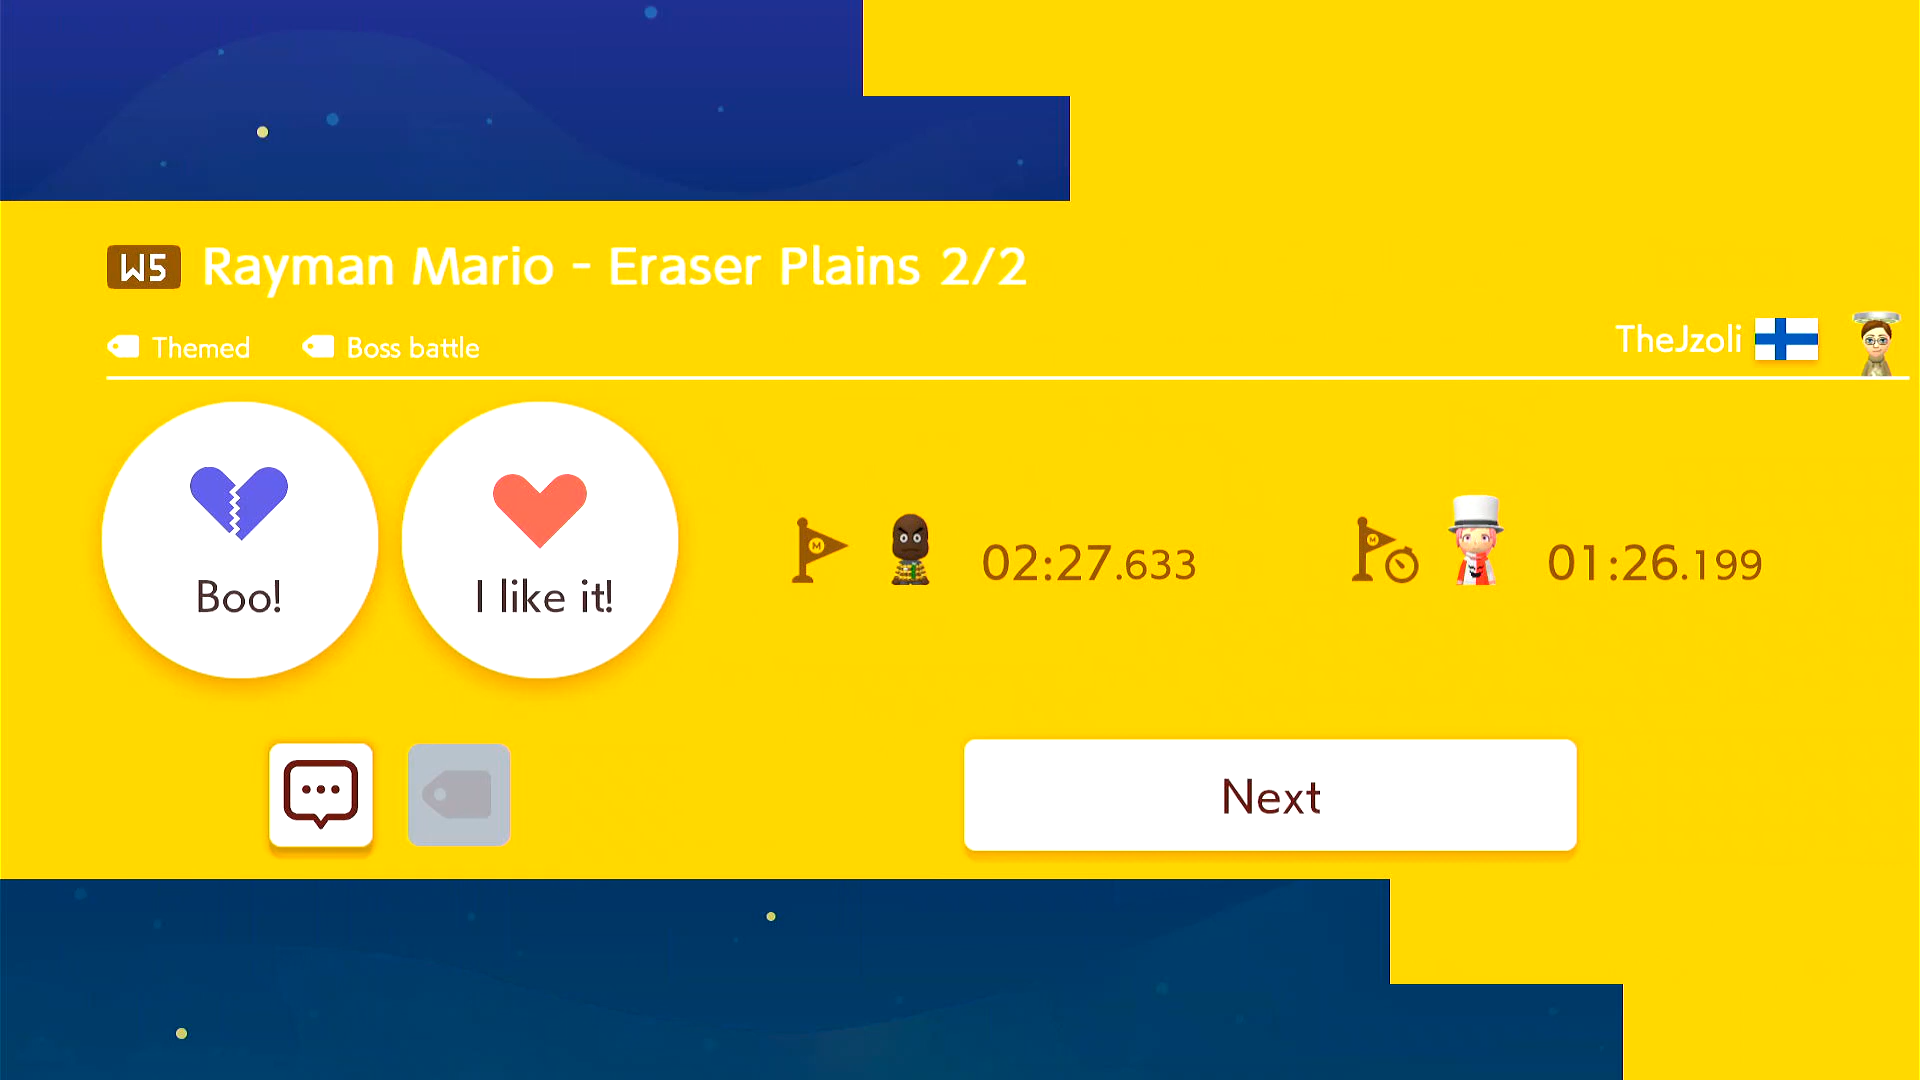 W5 Rayman Mario - Eraser Plains 2/2
Themed Boss battle
TheJzoli
M 02:27.633
M 01:26.199
Boo!
I like it!
Next